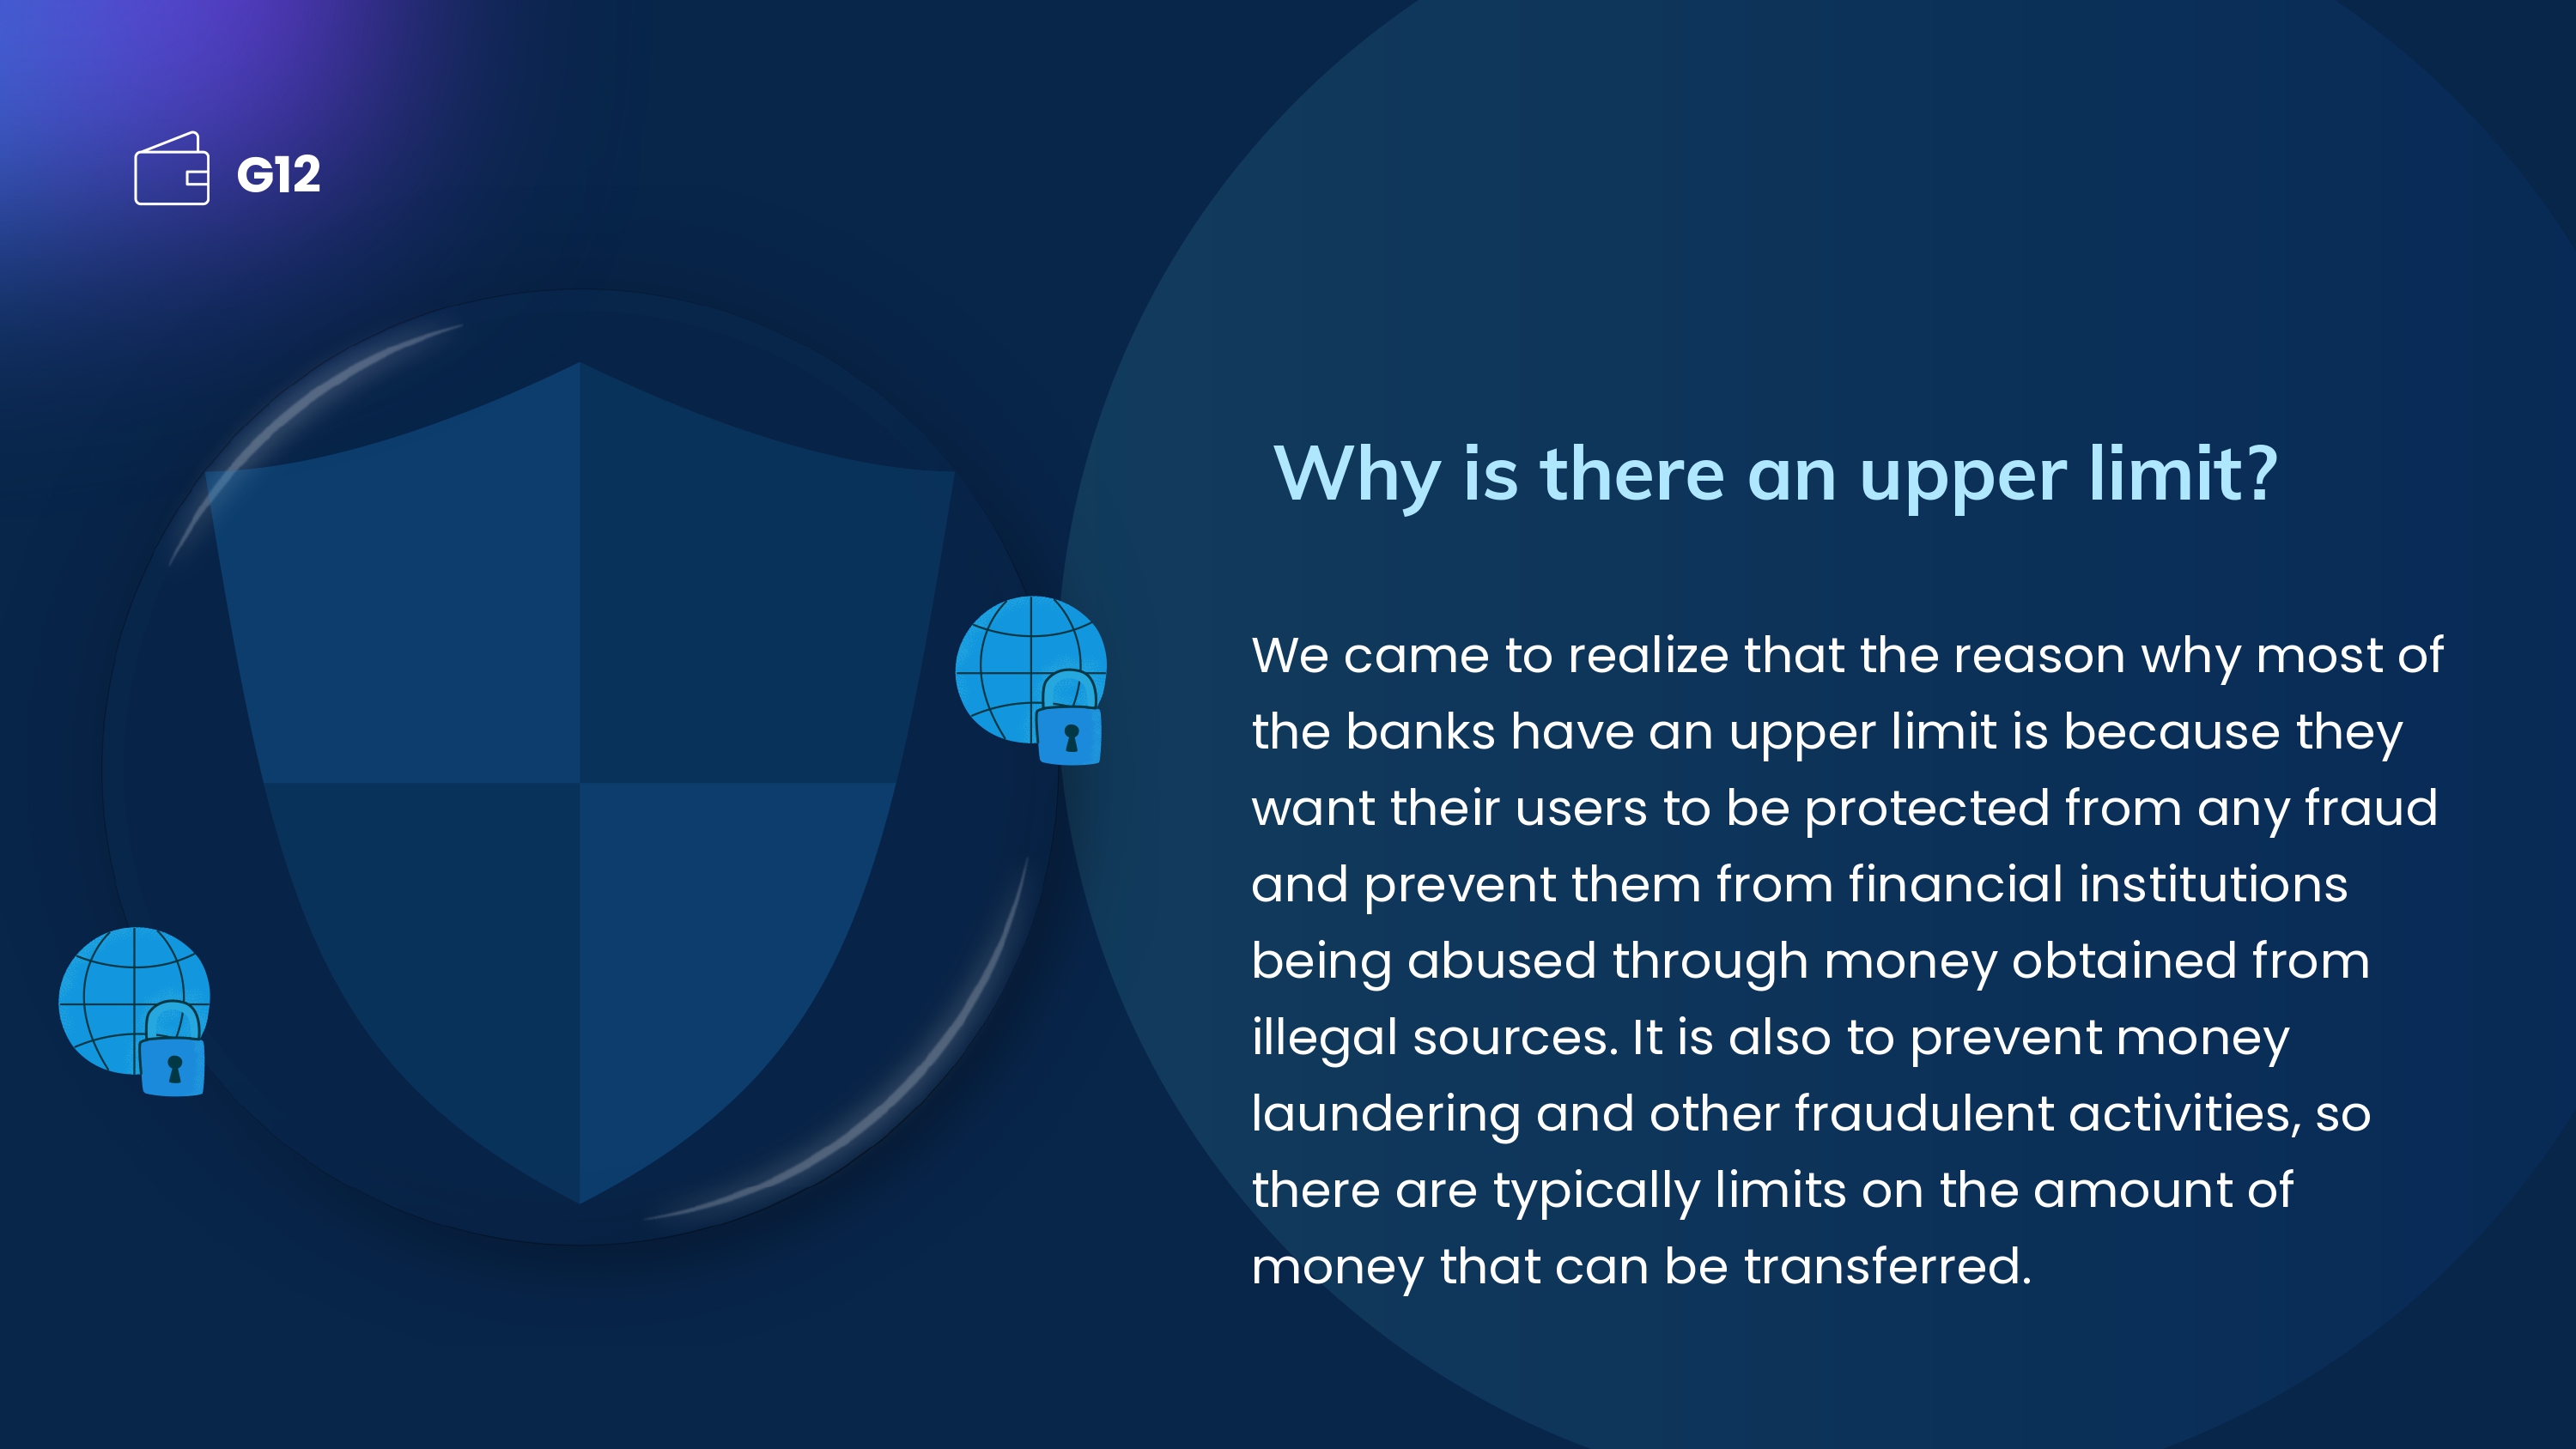 G12
Why is there an upper limit?
We came to realize that the reason why most of
the banks have an upper limit is because they
want their users to be protected from any fraud
and prevent them from financial institutions
being abused through money obtained from
illegal sources. It is also to prevent money
laundering and other fraudulent activities, so
there are typically limits on the amount of
money that can be transferred.